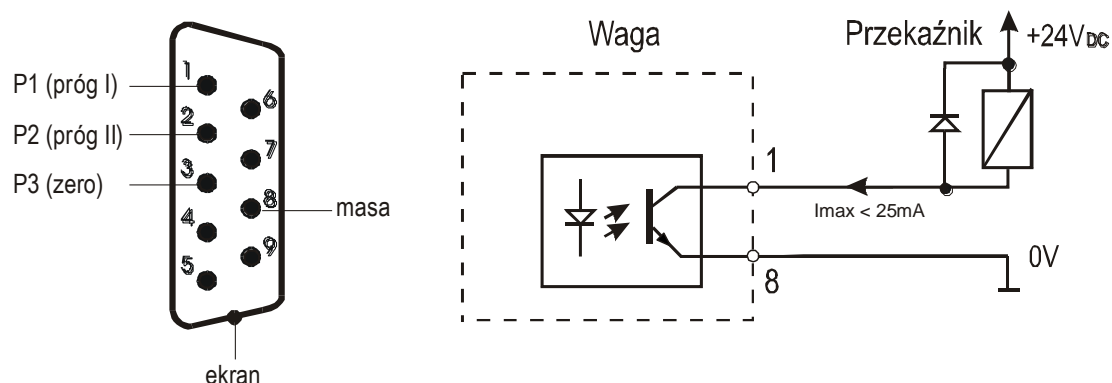 P1 (próg I)
P2 (próg II)
P3 (zero)
1
2
3
4
5
6
7
8
9
masa
ekran
Waga
Przekaźnik
+24VDC
1
Imax < 25mA
8
0V